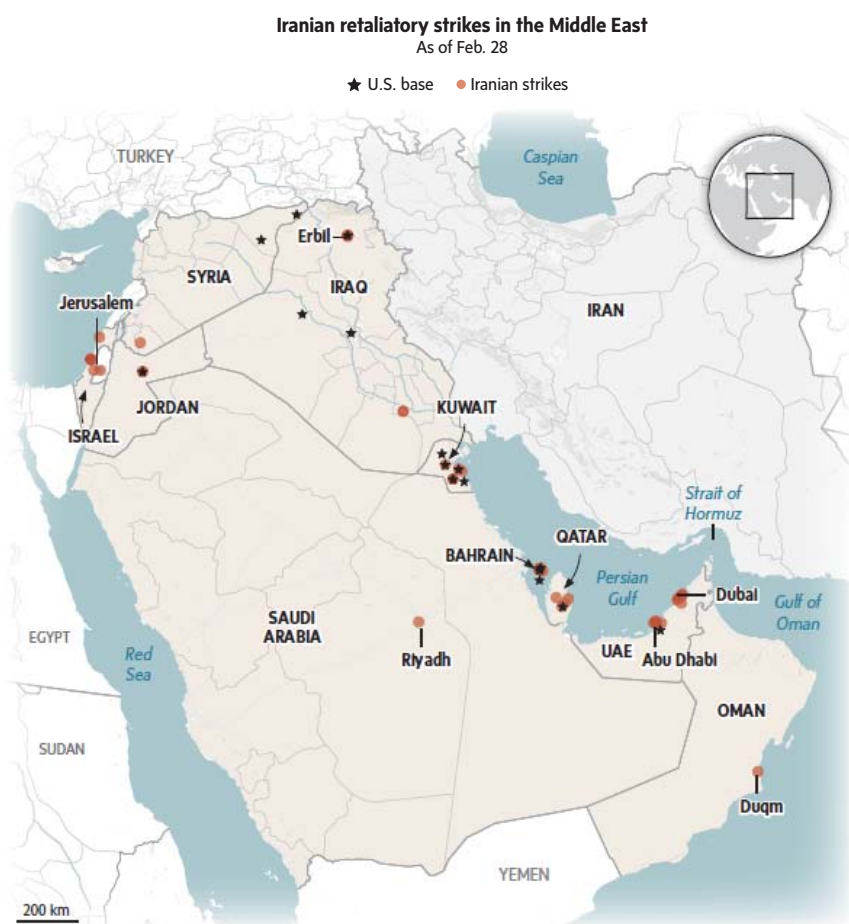 Iranian retaliatory strikes in the Middle East
As of Feb. 28
U.S. base Iranian strikes
TURKEY
Caspian
Sea
Erbil
SYRIA
IRAQ
Jerusalem
IRAN
JORDAN
KUWAIT
ISRAEL
Strait of
Hormuz
QATAR
BAHRAIN
Persian
Gulf
Dubai
Gulf of
Oman
SAUDI
ARABIA
EGYPT
Red
Sea
Riyadh
UAE
Abu Dhabi
OMAN
SUDAN
Duqm
YEMEN
200 km